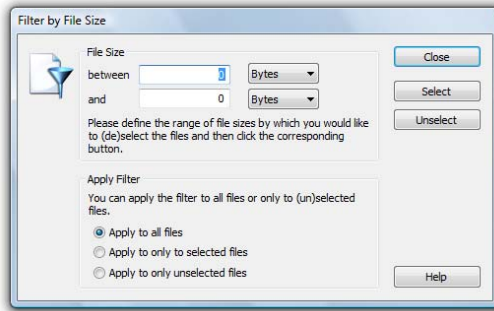 Filter by File Size
File Size
between 0 Bytes
and 0 Bytes
Please define the range of file sizes by which you would like
to (de)select the files and then click the corresponding
button.
Apply Filter
You can apply the filter to all files or only to (un)selected
files.
Apply to all files
Apply to only to selected files
Apply to only unselected files
Close
Select
Unselect
Help